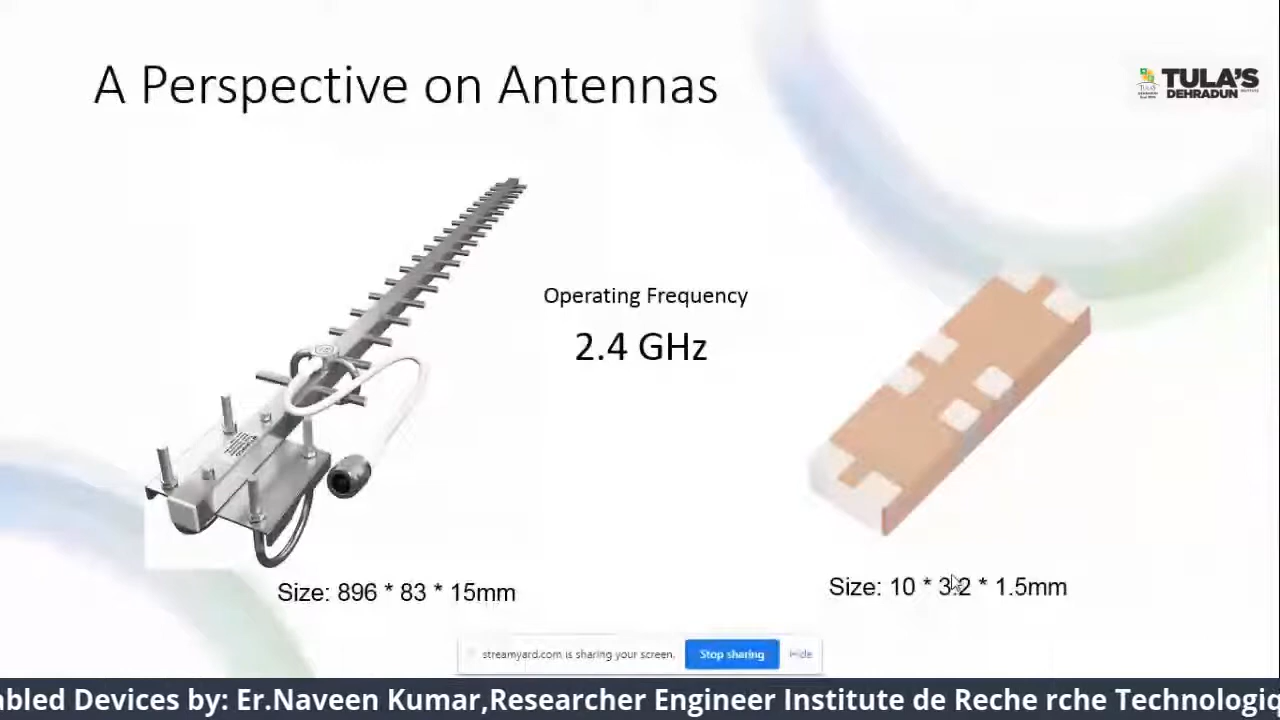 A Perspective on Antennas
TULA'S
DEHRADUN
Operating Frequency
2.4 GHz
Size: 896 * 83 * 15mm
Size: 10 * 3.2 * 1.5mm
streamyard.com is sharing your screen.
Stop sharing
Hide
abled Devices by: Er.Naveen Kumar,Researcher Engineer Institute de Reche rche Technologiq